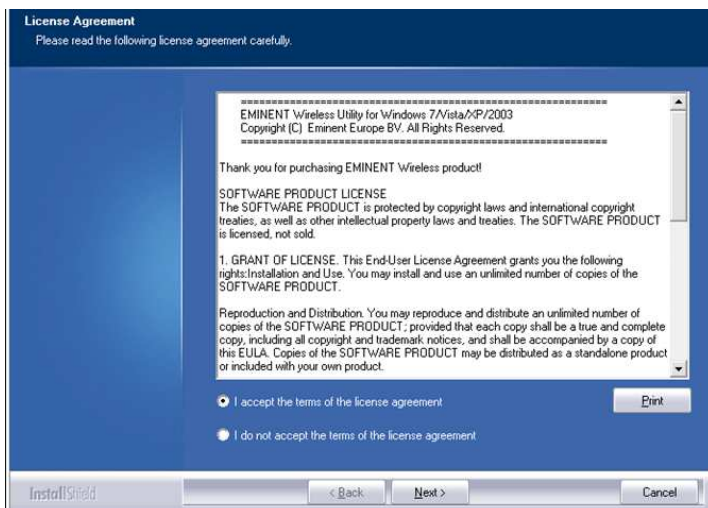 License Agreement
Please read the following license agreement carefully.
============================================================
EMINENT Wireless Utility for Windows 7/Vista/XP/2003
Copyright (C)  Eminent Europe BV. All Rights Reserved.
============================================================
Thank you for purchasing EMINENT Wireless product!
SOFTWARE PRODUCT LICENSE
The SOFTWARE PRODUCT is protected by copyright laws and international copyright
treaties, as well as other intellectual property laws and treaties. The SOFTWARE PRODUCT
is licensed, not sold.
1. GRANT OF LICENSE. This End-User License Agreement grants you the following
rights:Installation and Use. You may install and use an unlimited number of copies of the
SOFTWARE PRODUCT.
Reproduction and Distribution. You may reproduce and distribute an unlimited number of
copies of the SOFTWARE PRODUCT; provided that each copy shall be a true and complete
copy, including all copyright and trademark notices, and shall be accompanied by a copy of
this EULA. Copies of the SOFTWARE PRODUCT may be distributed as a standalone product
or included with your own product.
I accept the terms of the license agreement
Print
I do not accept the terms of the license agreement
InstallShield
< Back
Next >
Cancel